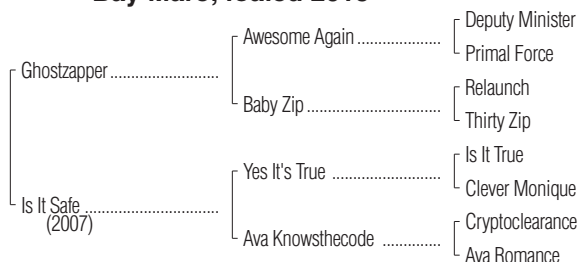 Bay Mare, foaled 2013
Deputy Minister
Awesome Again
Primal Force
Ghostzapper
Relaunch
Baby Zip
Thirty Zip
Is It True
Yes It's True
Clever Monique
Is It Safe
(2007)
Cryptoclearance
Ava Knowsthecode
Ava Romance